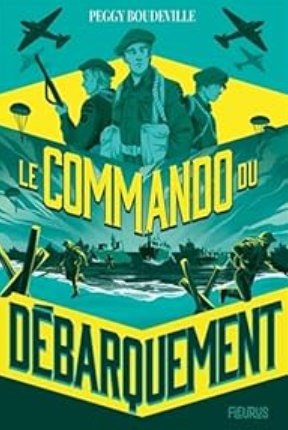 PEGGY BOUDEVILLE
LE COMMANDO DU
DÉBARQUEMENT
FLEURUS